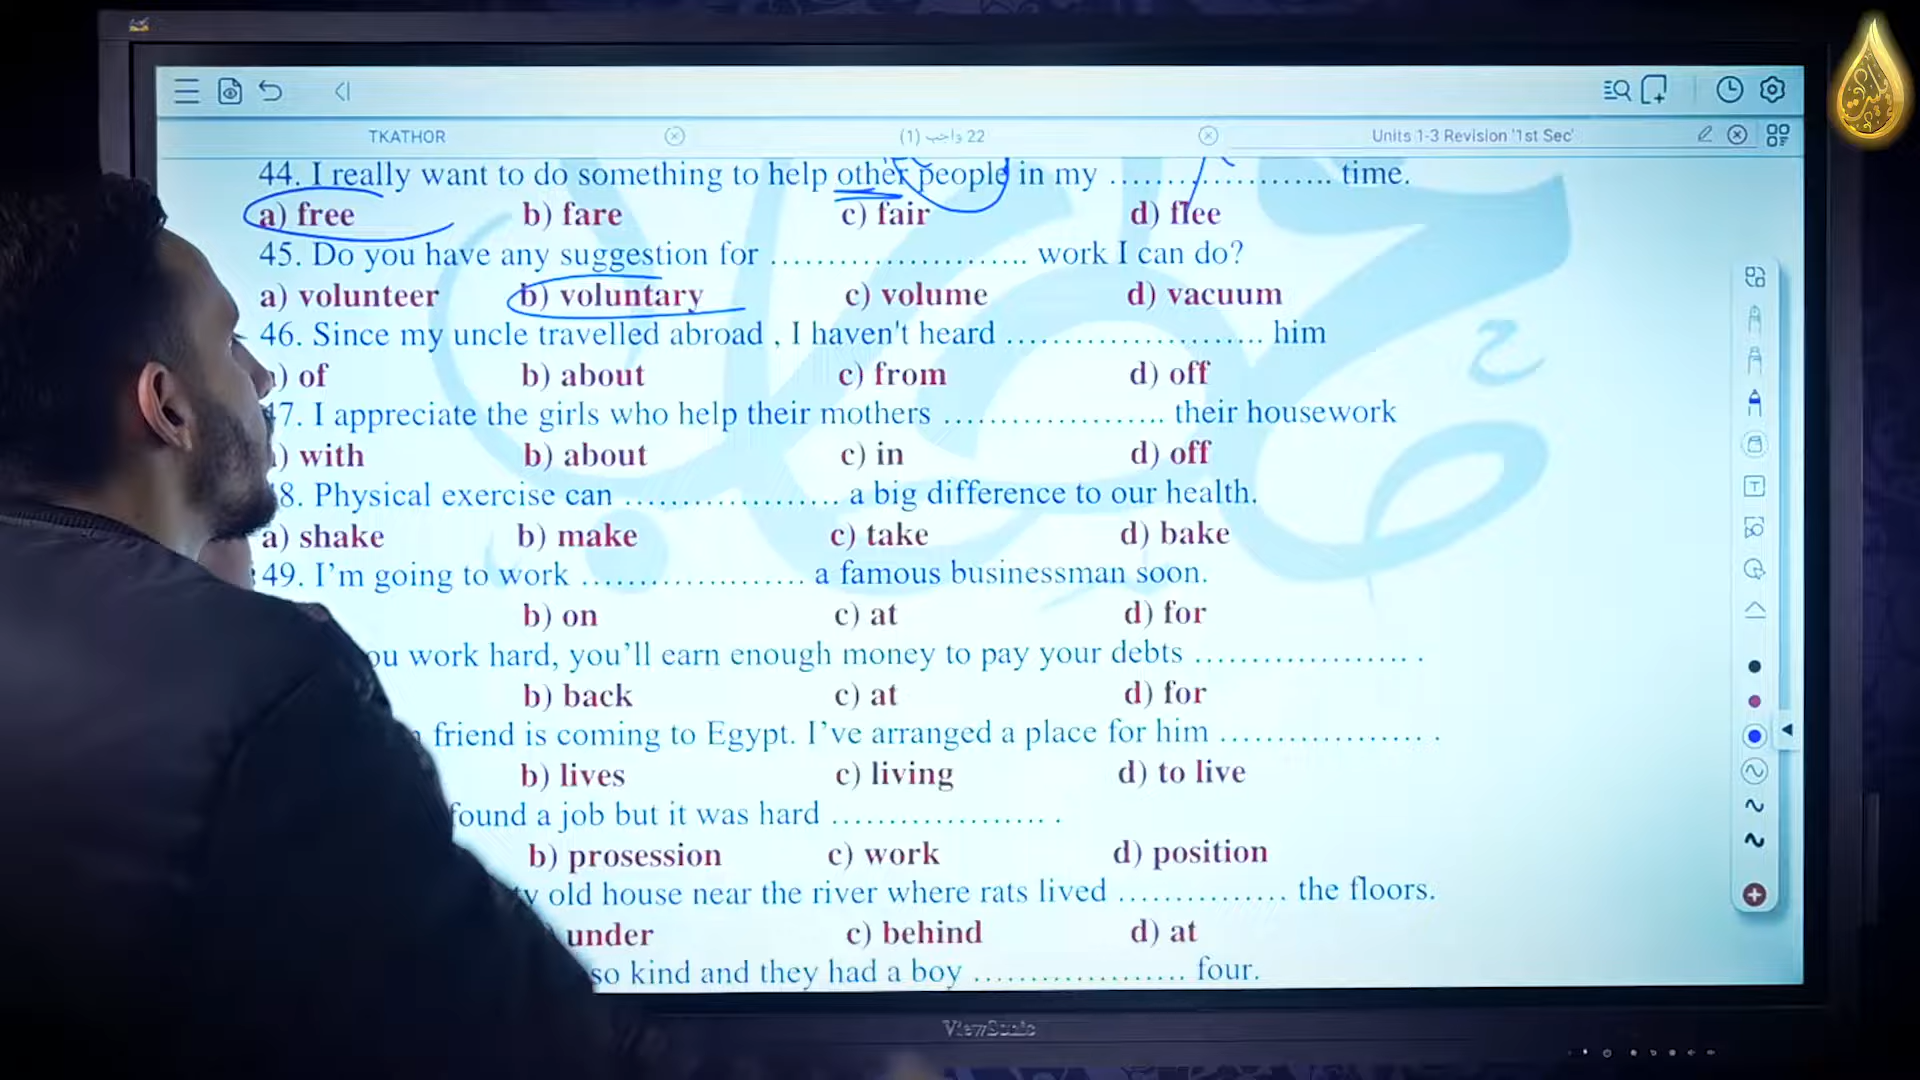 TKATHOR
22 واجب (1)
Units 1-3 Revision '1st Sec'
44. I really want to do something to help other people in my ...................... time.
a) free b) fare c) fair d) flee
45. Do you have any suggestion for ......................... work I can do?
a) volunteer b) voluntary c) volume d) vacuum
46. Since my uncle travelled abroad , I haven't heard ......................... him
) of b) about c) from d) off
47. I appreciate the girls who help their mothers ...................... their housework
) with b) about c) in d) off
8. Physical exercise can ..................... a big difference to our health.
a) shake b) make c) take d) bake
49. I'm going to work ...................... a famous businessman soon.
b) on c) at d) for
ou work hard, you'll earn enough money to pay your debts ..................... .
b) back c) at d) for
friend is coming to Egypt. I've arranged a place for him ..................... .
b) lives c) living d) to live
found a job but it was hard ..................... .
b) prosession c) work d) position
old house near the river where rats lived ................ the floors.
under c) behind d) at
so kind and they had a boy ..................... four.
ViewSonic